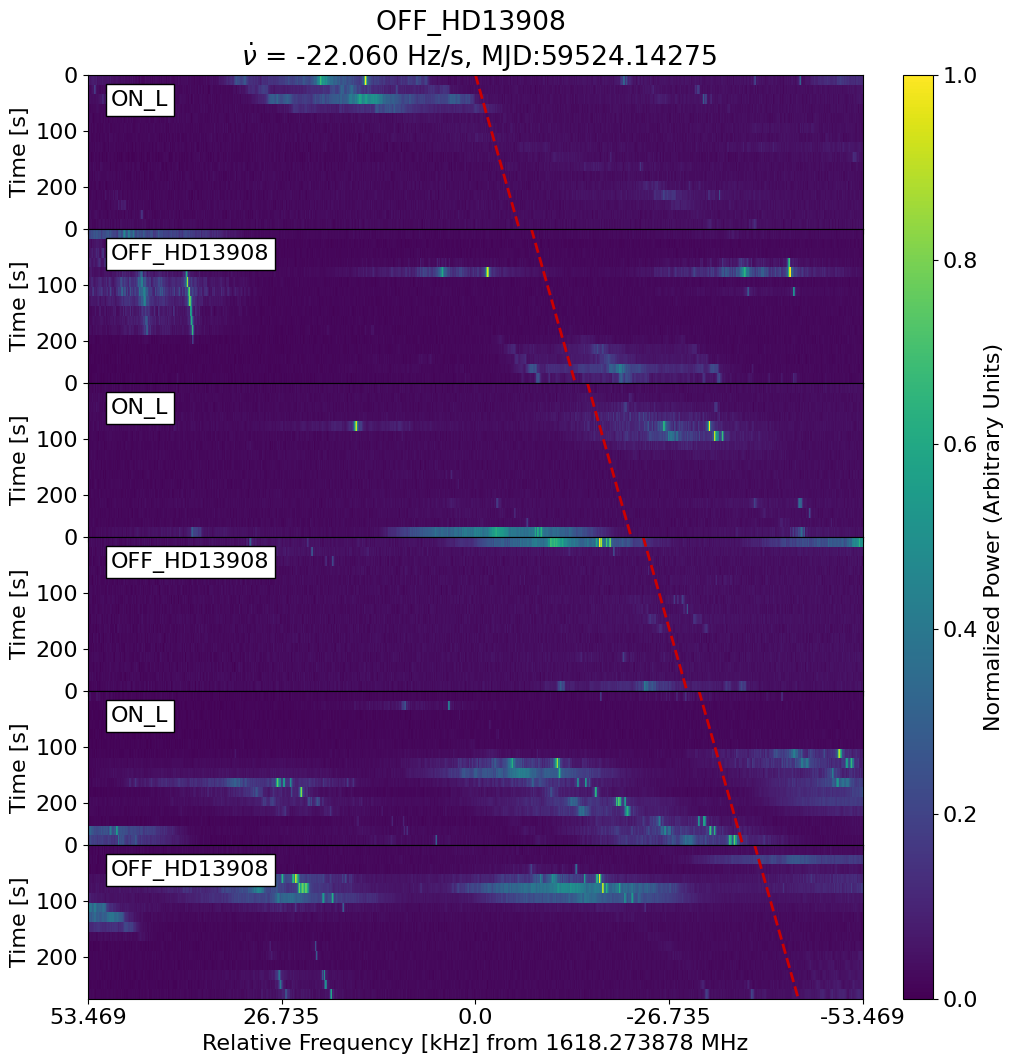 OFF_HD13908
ν̇ = -22.060 Hz/s, MJD:59524.14275
0
100
200
Time [s]
ON_L
0
100
200
Time [s]
OFF_HD13908
0
100
200
Time [s]
ON_L
0
100
200
Time [s]
OFF_HD13908
0
100
200
Time [s]
ON_L
0
100
200
Time [s]
OFF_HD13908
53.469
26.735
0.0
-26.735
-53.469
Relative Frequency [kHz] from 1618.273878 MHz
1.0
0.8
0.6
0.4
0.2
0.0
Normalized Power (Arbitrary Units)